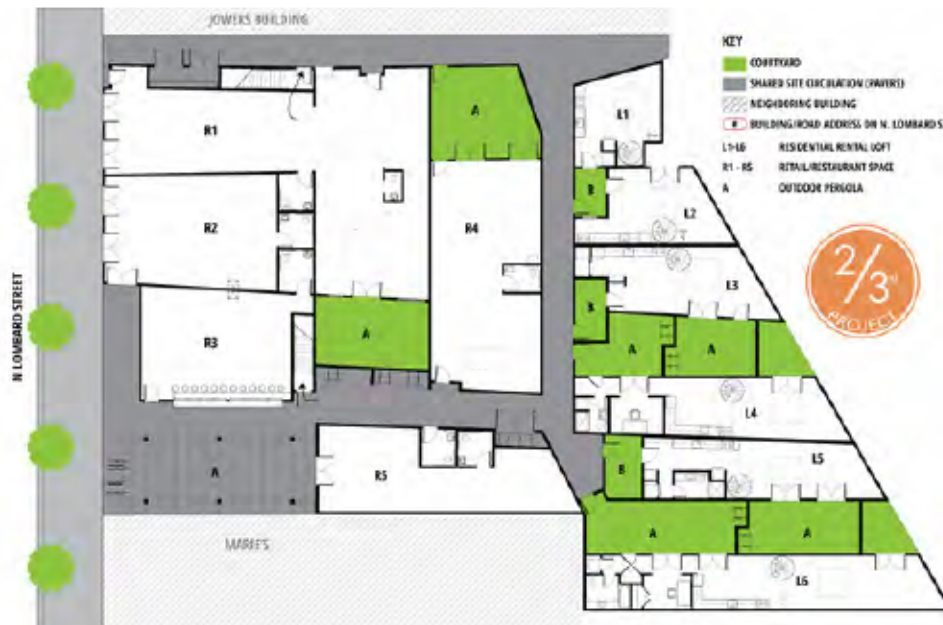 JOWERS BUILDING
KEY
COURTYARD
SHARED SITE CIRCULATION (PAVERS)
NEIGHBORING BUILDING
# BUILDING/ROAD ADDRESS ON N. LOMBARD S
L1-L6 RESIDENTIAL RENTAL LOFT
R1 - R5 RETAIL/RESTAURANT SPACE
A OUTDOOR PERGOLA
2/3
PROJECT
N LOMBARD STREET
R1
R2
R3
R4
R5
A
A
A
L1
L2
L3
L4
L5
L6
B
B
B
A
A
A
A
MARIE'S